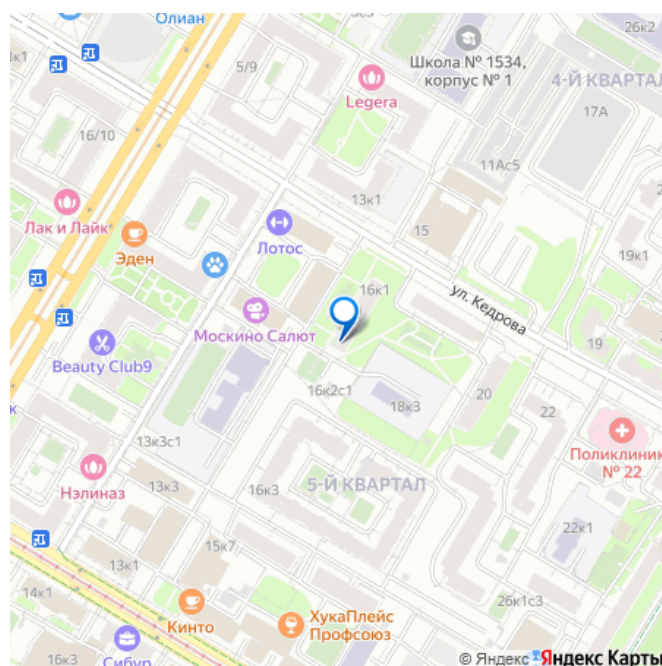 Олиан
26к2
Школа № 1534,
корпус № 1
5/9
Legera
4-Й КВАРТАЛ
17А
16/10
11Ас5
13к1
Лак и Лайк
Лотос
15
Эден
19к1
16к1
ул. Кедрова
Москино Салют
Beauty Club9
19
16к2с1
20
18к3
22
13к3с1
Поликлиник
№ 22
Нэлиназ
13к3
16к3
5-Й КВАРТАЛ
22к1
15к7
13к1
14к1
26к1с3
Кинто
ХукаПлейс
Профсоюз
Сибур
16к3
© Яндекс Яндекс Карты